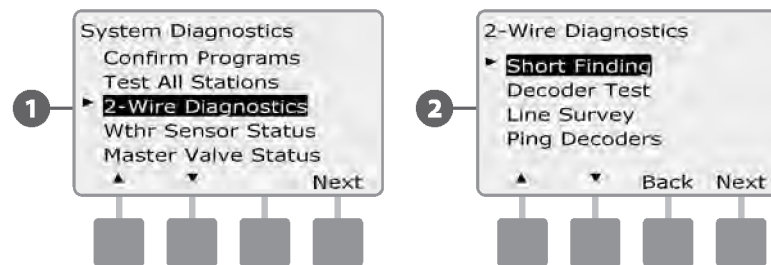 1
System Diagnostics
Confirm Programs
Test All Stations
2-Wire Diagnostics
Wthr Sensor Status
Master Valve Status
Next
2
2-Wire Diagnostics
Short Finding
Decoder Test
Line Survey
Ping Decoders
Back Next